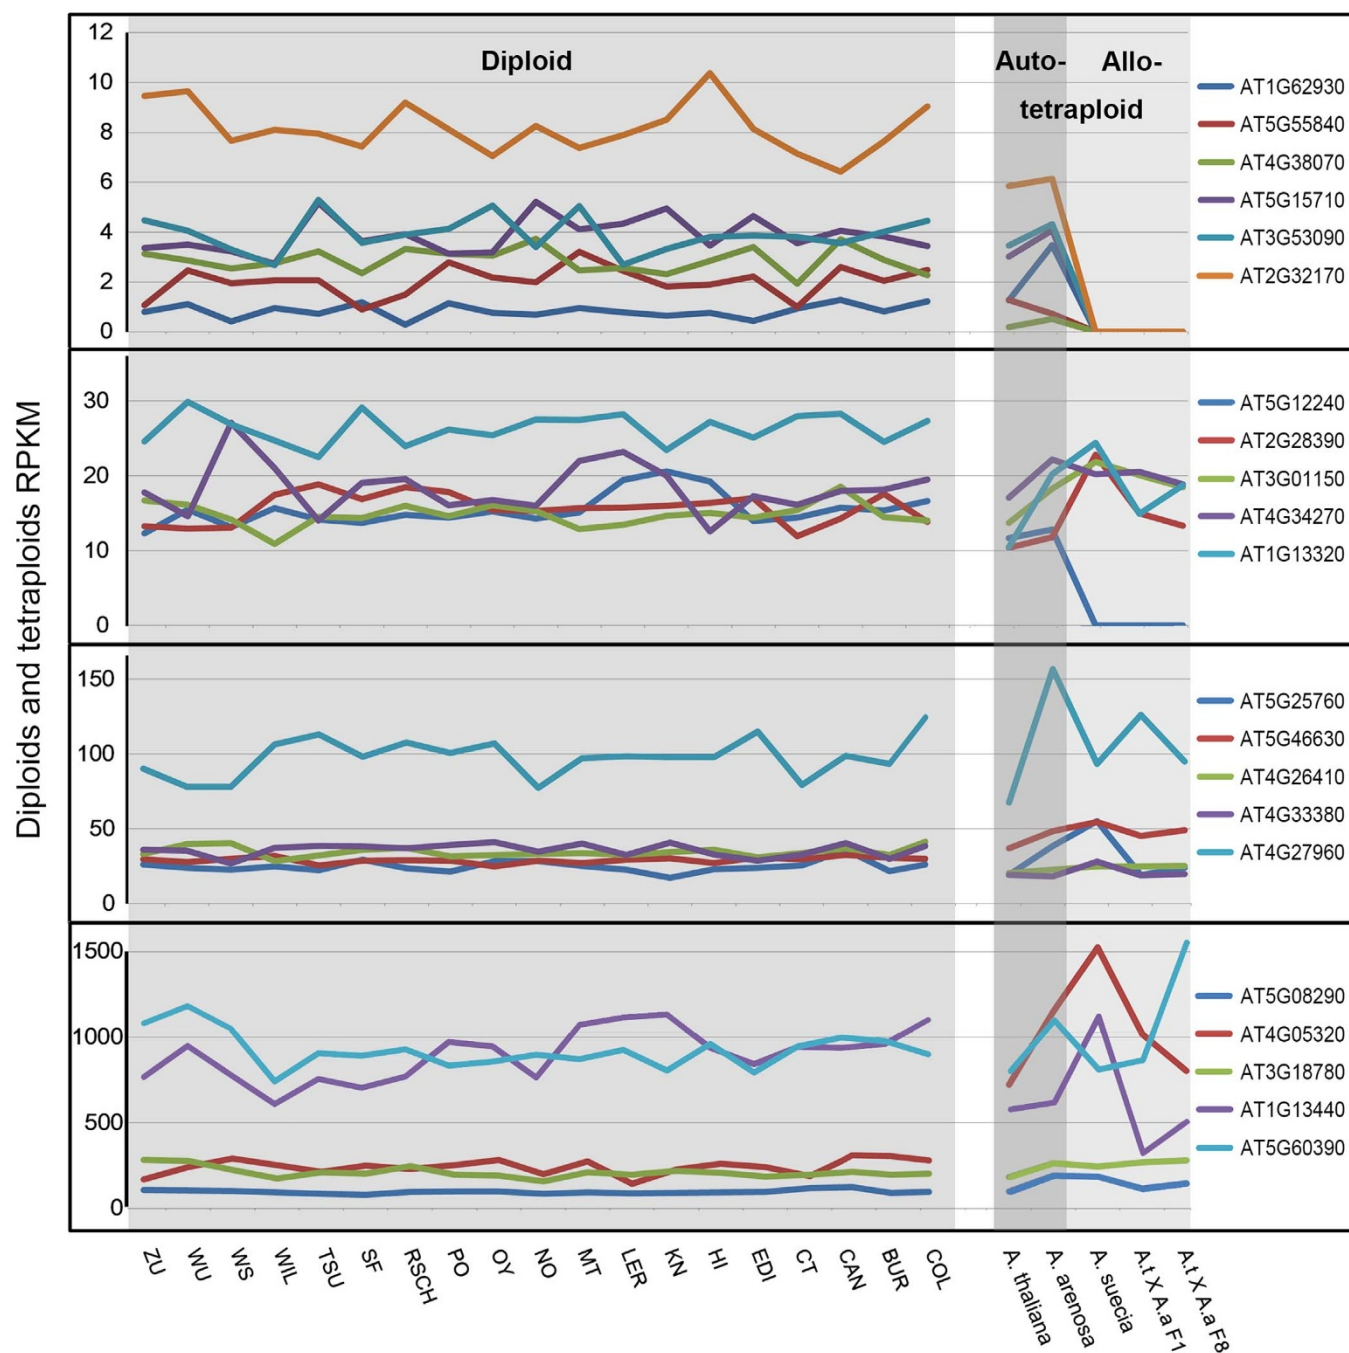 Diploids and tetraploids RPKM
Diploid
Auto-
Allo-
tetraploid
12
10
8
6
4
2
0
AT1G62930
AT5G55840
AT4G38070
AT5G15710
AT3G53090
AT2G32170
30
20
10
0
AT5G12240
AT2G28390
AT3G01150
AT4G34270
AT1G13320
150
100
50
0
AT5G25760
AT5G46630
AT4G26410
AT4G33380
AT4G27960
1500
1000
500
0
AT5G08290
AT4G05320
AT3G18780
AT1G13440
AT5G60390
ZU
WU
WS
WIL
TSU
SF
RSCH
PO
OY
NO
MT
LER
KN
HI
EDI
CT
CAN
BUR
COL
A. thaliana
A. arenosa
A. suecia
A.t X A.a F1
A.t X A.a F8